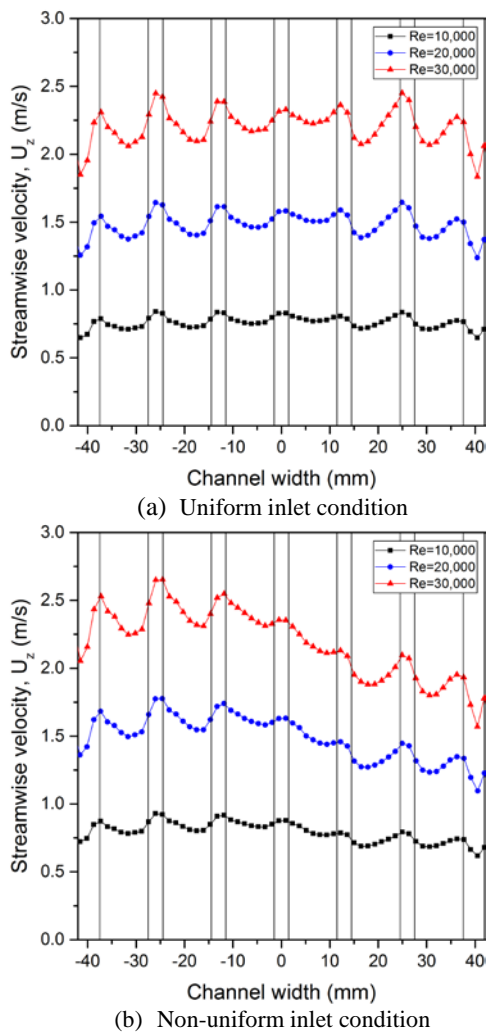 3.0
2.5
2.0
1.5
1.0
0.5
0.0
Streamwise velocity, U_z (m/s)
Re=10,000
Re=20,000
Re=30,000
-40 -30 -20 -10 0 10 20 30 40
Channel width (mm)
(a) Uniform inlet condition
3.0
2.5
2.0
1.5
1.0
0.5
0.0
Streamwise velocity, U_z (m/s)
Re=10,000
Re=20,000
Re=30,000
-40 -30 -20 -10 0 10 20 30 40
Channel width (mm)
(b) Non-uniform inlet condition